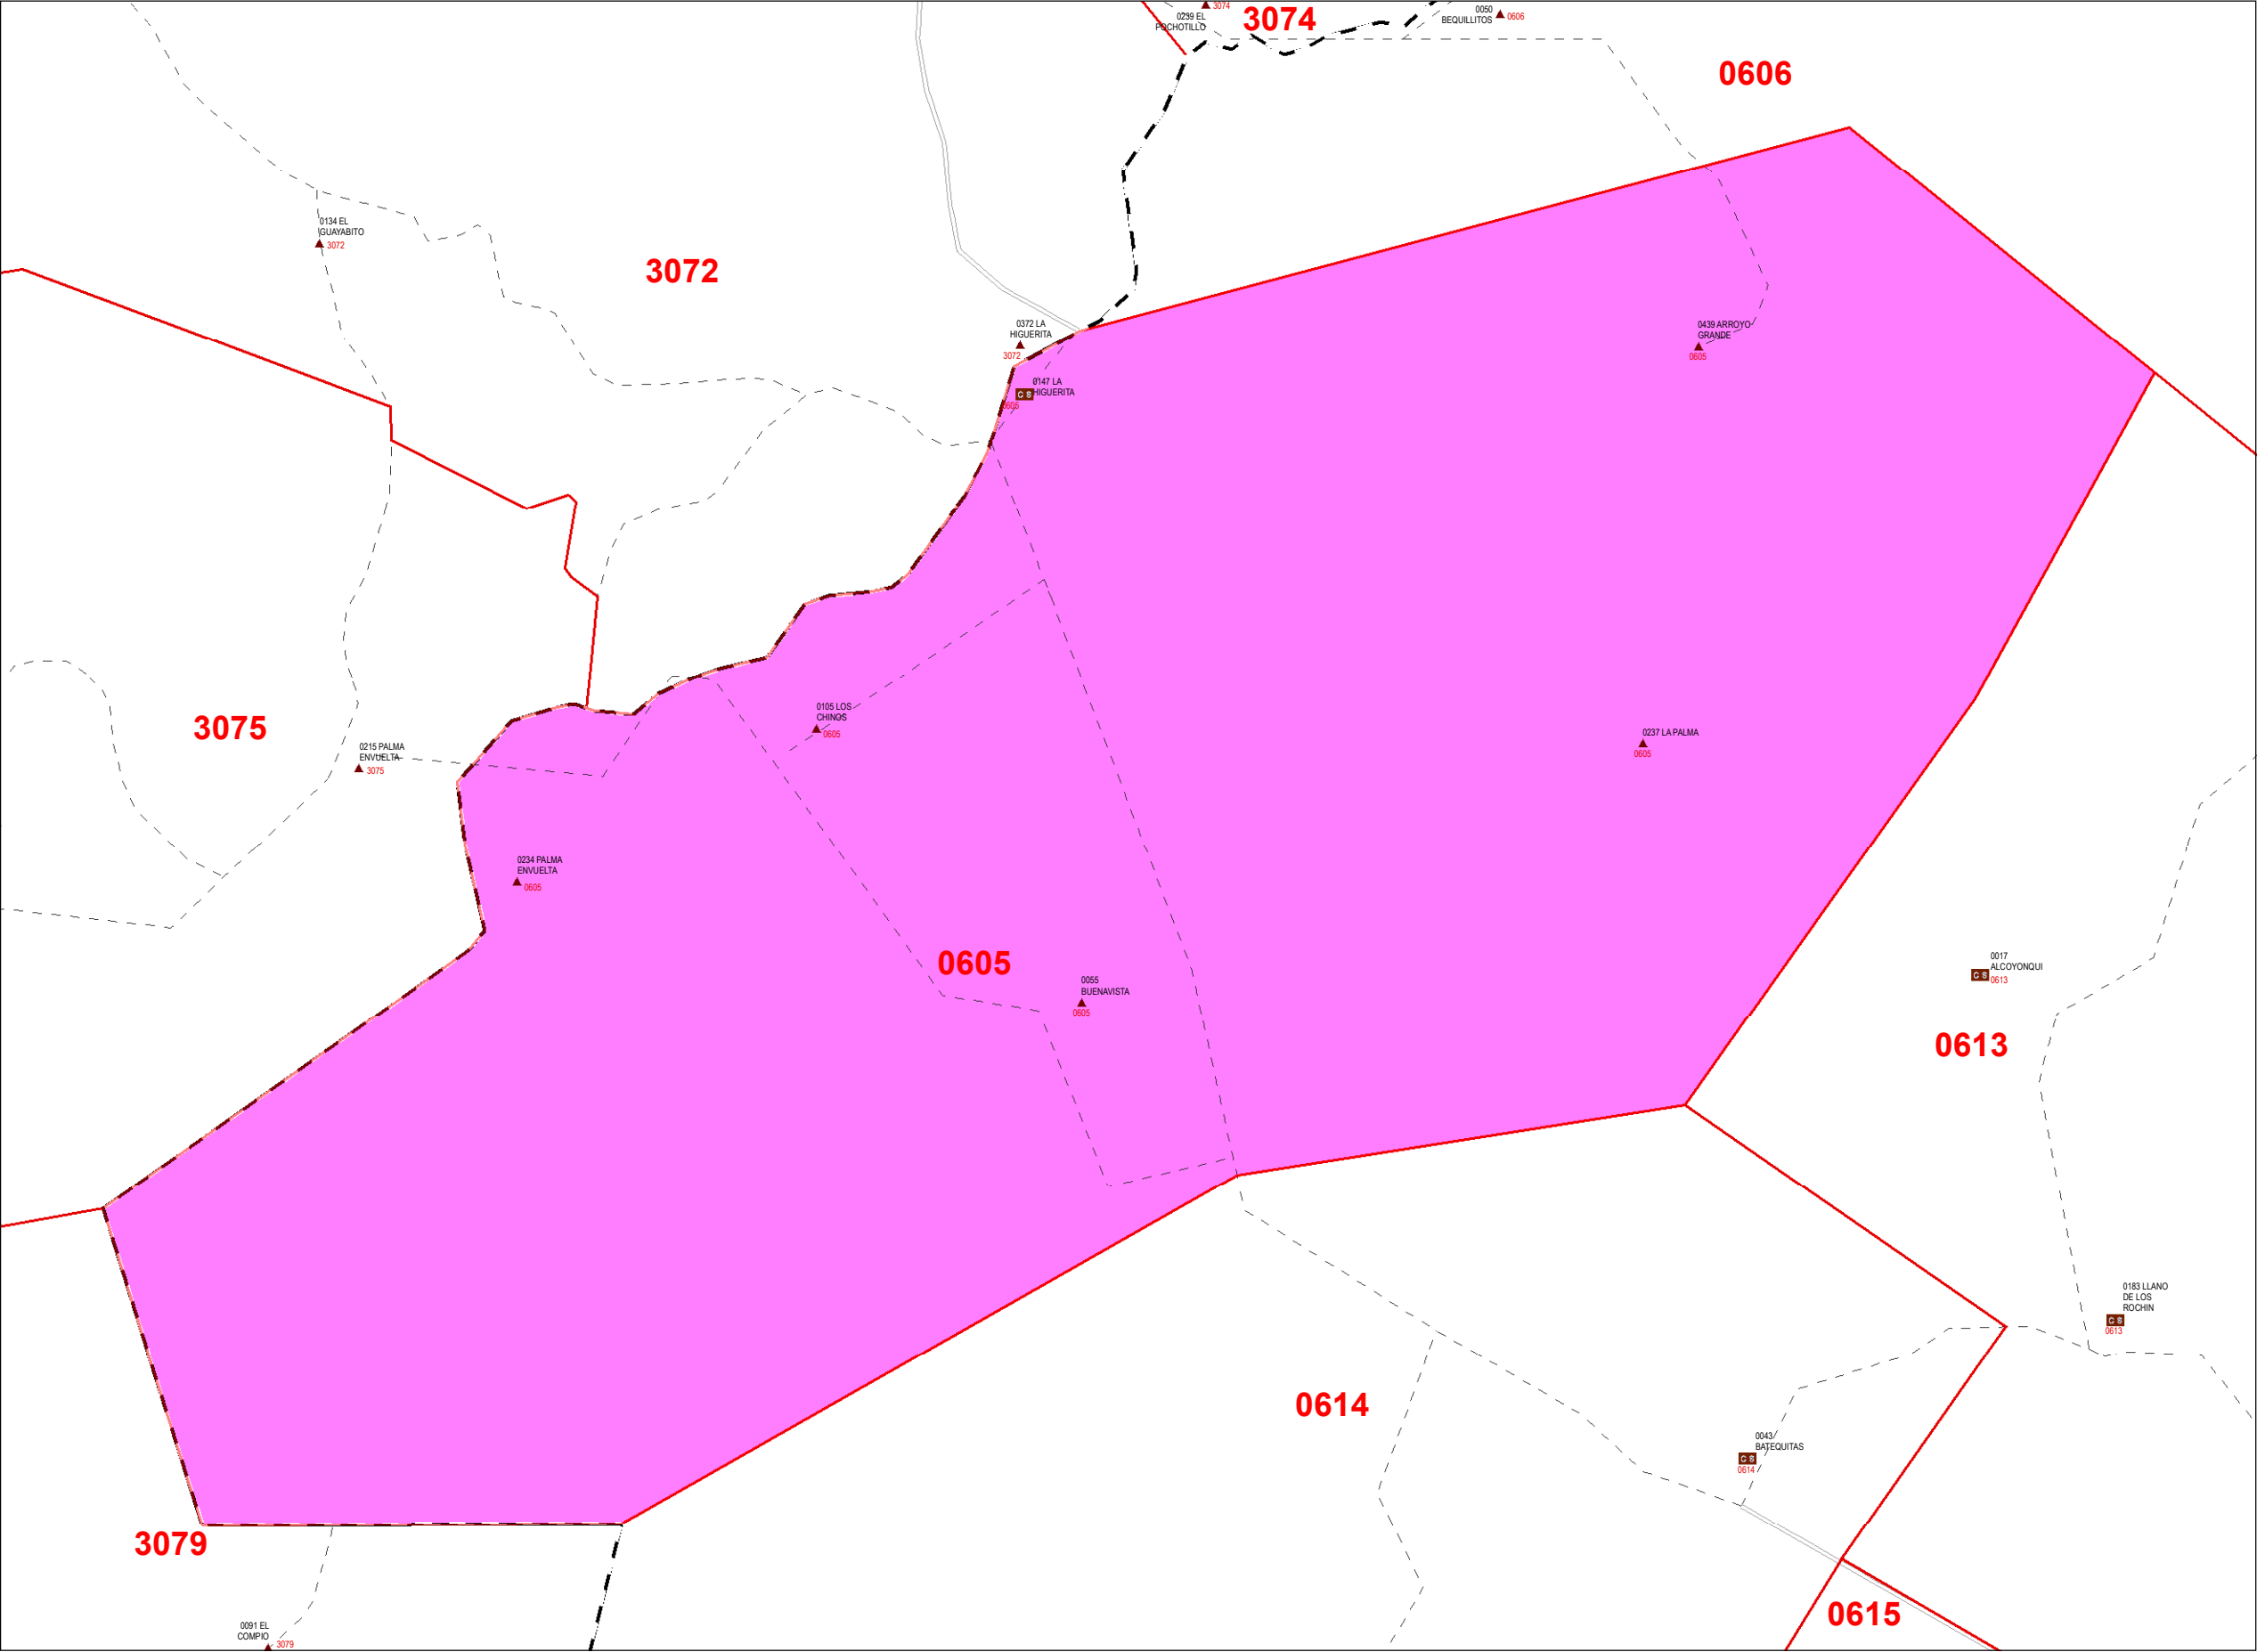 3074
0239 EL
POCHOTILLO
3074
0050
BEQUILLITOS
0606
0606
0134 EL
GUAYABITO
3072
3072
0372 LA
HIGUERITA
3072
0147 LA
HIGUERITA
C S
0605
0439 ARROYO
GRANDE
0605
3075
0105 LOS
CHINOS
0605
0237 LA PALMA
0605
0215 PALMA
ENVUELTA
3075
0234 PALMA
ENVUELTA
0605
0605
0055
BUENAVISTA
0605
0017
ALCOYONQUI
C S
0613
0613
0183 LLANO
DE LOS
ROCHIN
C S
0613
0614
0043
BATEQUITAS
C S
0614
3079
0615
0091 EL
COMPIO
3079